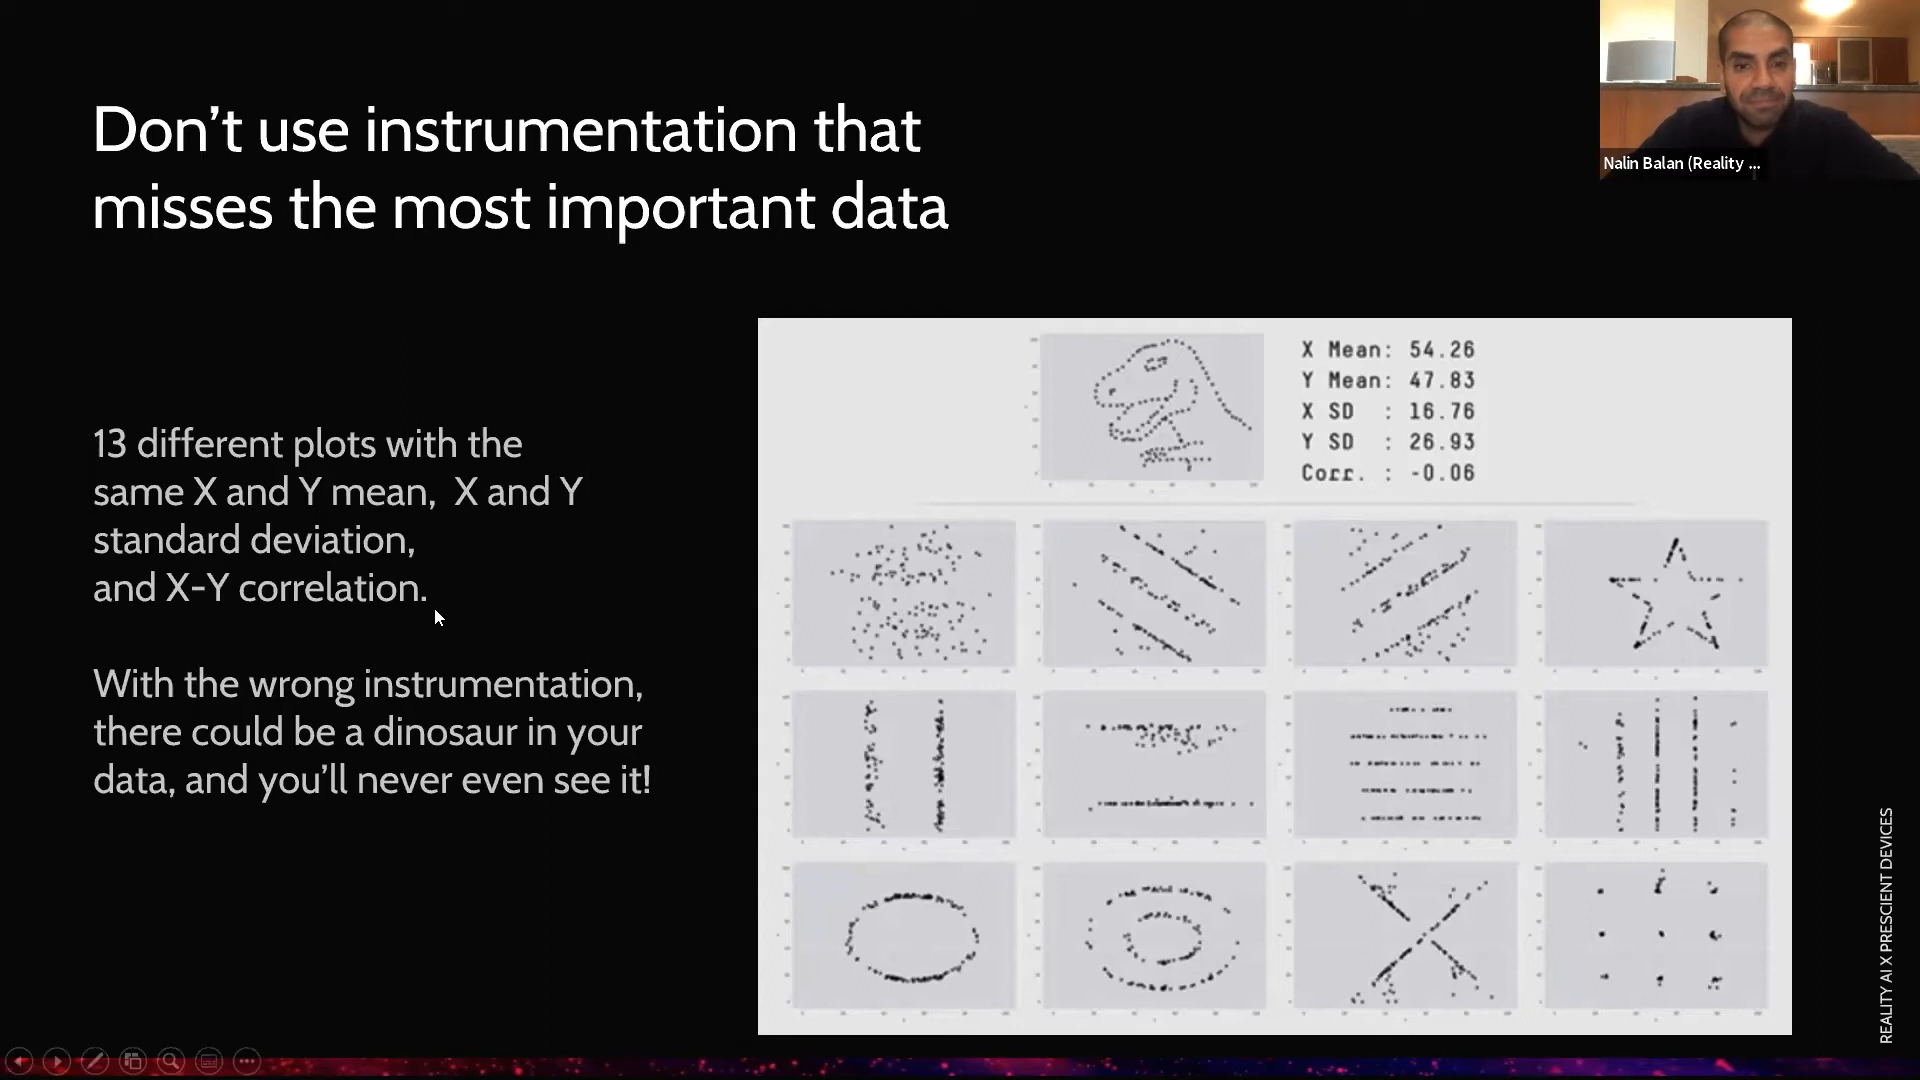 Don't use instrumentation that
misses the most important data
Nalin Balan (Reality ...
13 different plots with the
same X and Y mean,  X and Y
standard deviation,
and X-Y correlation.
With the wrong instrumentation,
there could be a dinosaur in your
data, and you'll never even see it!
X Mean: 54.26
Y Mean: 47.83
X SD  : 16.76
Y SD  : 26.93
Corr. : -0.06
REALITY AI X PRESCIENT DEVICES